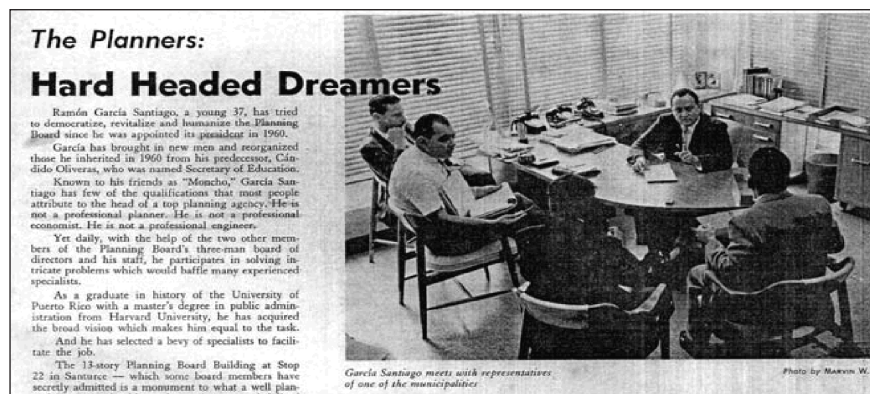 The Planners:
Hard Headed Dreamers
Ramón García Santiago, a young 37, has tried
to democratize, revitalize and humanize the Planning
Board since he was appointed its president in 1960.
García has brought in new men and reorganized
those he inherited in 1960 from his predecessor, Cán-
dido Oliveras, who was named Secretary of Education.
Known to his friends as "Moncho," García San-
tiago has few of the qualifications that most people
attribute to the head of a top planning agency. He is
not a professional planner. He is not a professional
economist. He is not a professional engineer.
Yet daily, with the help of the two other mem-
bers of the Planning Board's three-man board of
directors and his staff, he participates in solving in-
tricate problems which would baffle many experienced
specialists.
As a graduate in history of the University of
Puerto Rico with a master's degree in public admin-
istration from Harvard University, he has acquired
the broad vision which makes him equal to the task.
And he has selected a bevy of specialists to facili-
tate the job.
The 13-story Planning Board Building at Stop
22 in Santurce — which some board members have
secretly admitted is a monument to what a well plan-
García Santiago meets with representatives
of one of the municipalities
Photo by MARVIN W.